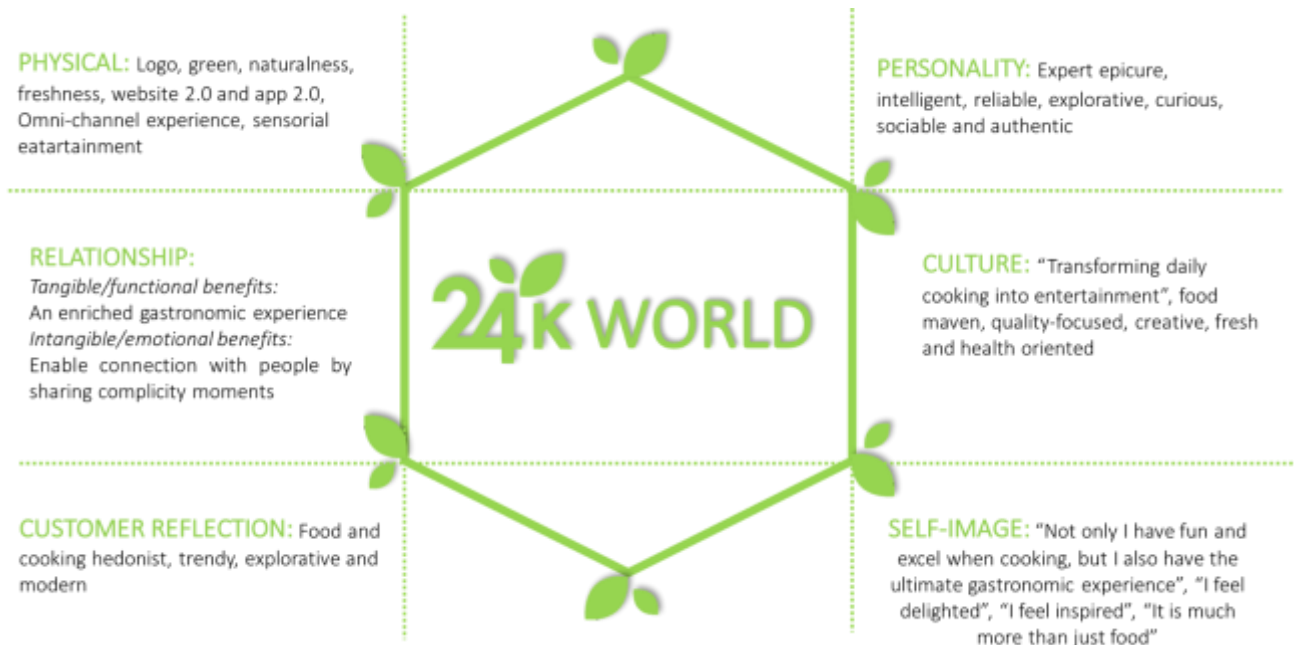 PHYSICAL: Logo, green, naturalness,
freshness, website 2.0 and app 2.0,
Omni-channel experience, sensorial
eatartainment
PERSONALITY: Expert epicure,
intelligent, reliable, explorative, curious,
sociable and authentic
RELATIONSHIP:
Tangible/functional benefits:
An enriched gastronomic experience
Intangible/emotional benefits:
Enable connection with people by
sharing complicity moments
24K WORLD
CULTURE: “Transforming daily
cooking into entertainment”, food
maven, quality-focused, creative, fresh
and health oriented
CUSTOMER REFLECTION: Food and
cooking hedonist, trendy, explorative and
modern
SELF-IMAGE: “Not only I have fun and
excel when cooking, but I also have the
ultimate gastronomic experience”, “I feel
delighted”, “I feel inspired”, “It is much
more than just food”